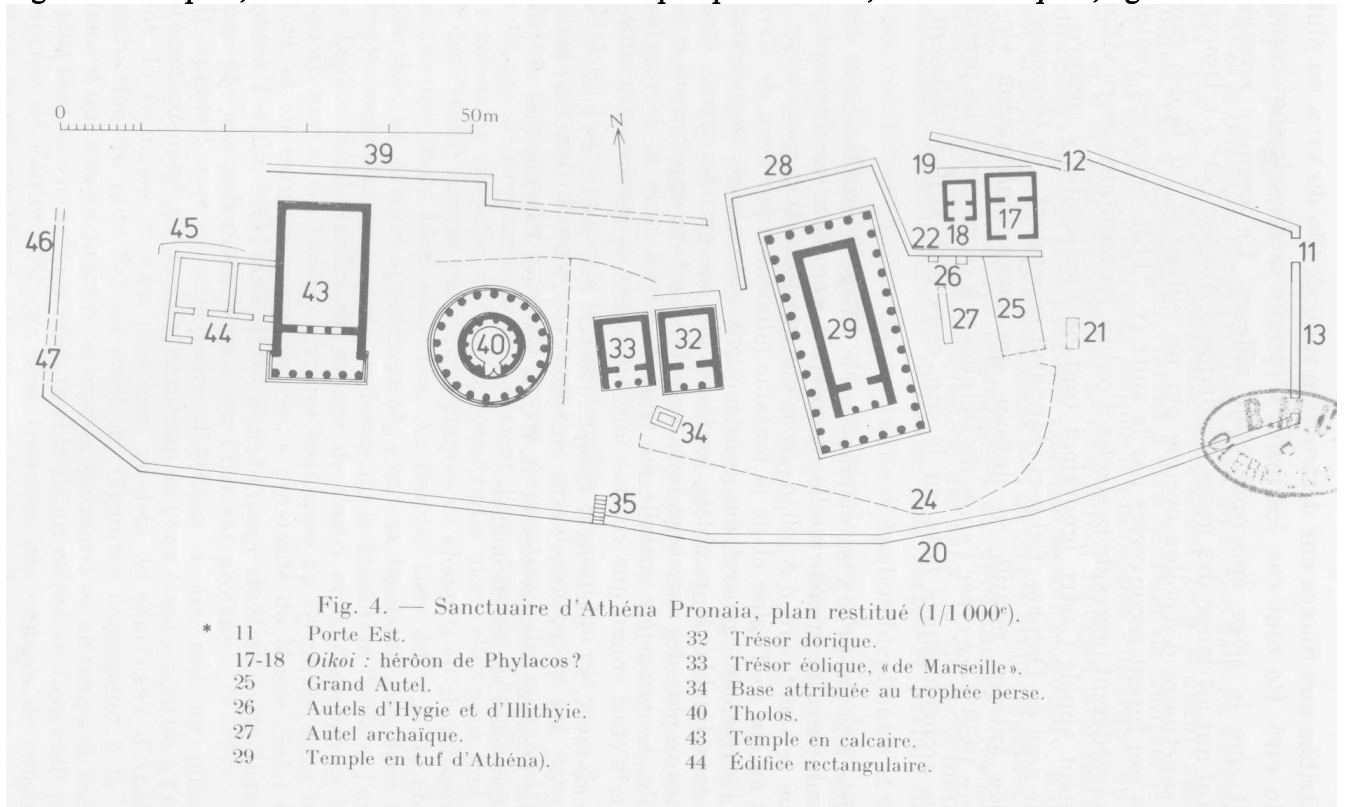 0 50m
N
39
28
19
12
45
46
18
17
22
11
43
26
44
40
33
32
29
27
25
21
13
47
34
24
35
20
B.M.U.
Fig. 4. — Sanctuaire d'Athéna Pronaia, plan restitué (1/1 000ᵉ).
* 11 Porte Est.
17-18 Oikoi : hérôon de Phylacos ?
25 Grand Autel.
26 Autels d'Hygie et d'Illithyie.
27 Autel archaïque.
29 Temple en tuf d'Athéna).
32 Trésor dorique.
33 Trésor éolique, «de Marseille».
34 Base attribuée au trophée perse.
40 Tholos.
43 Temple en calcaire.
44 Édifice rectangulaire.